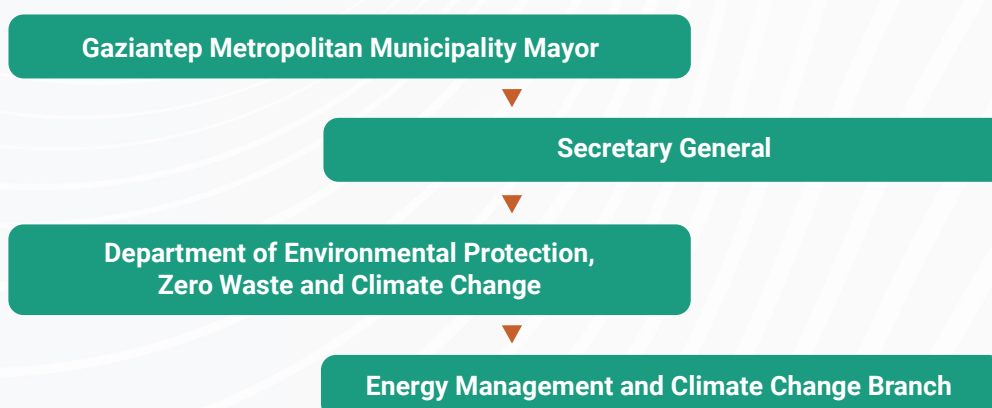 Gaziantep Metropolitan Municipality Mayor
Secretary General
Department of Environmental Protection,
Zero Waste and Climate Change
Energy Management and Climate Change Branch